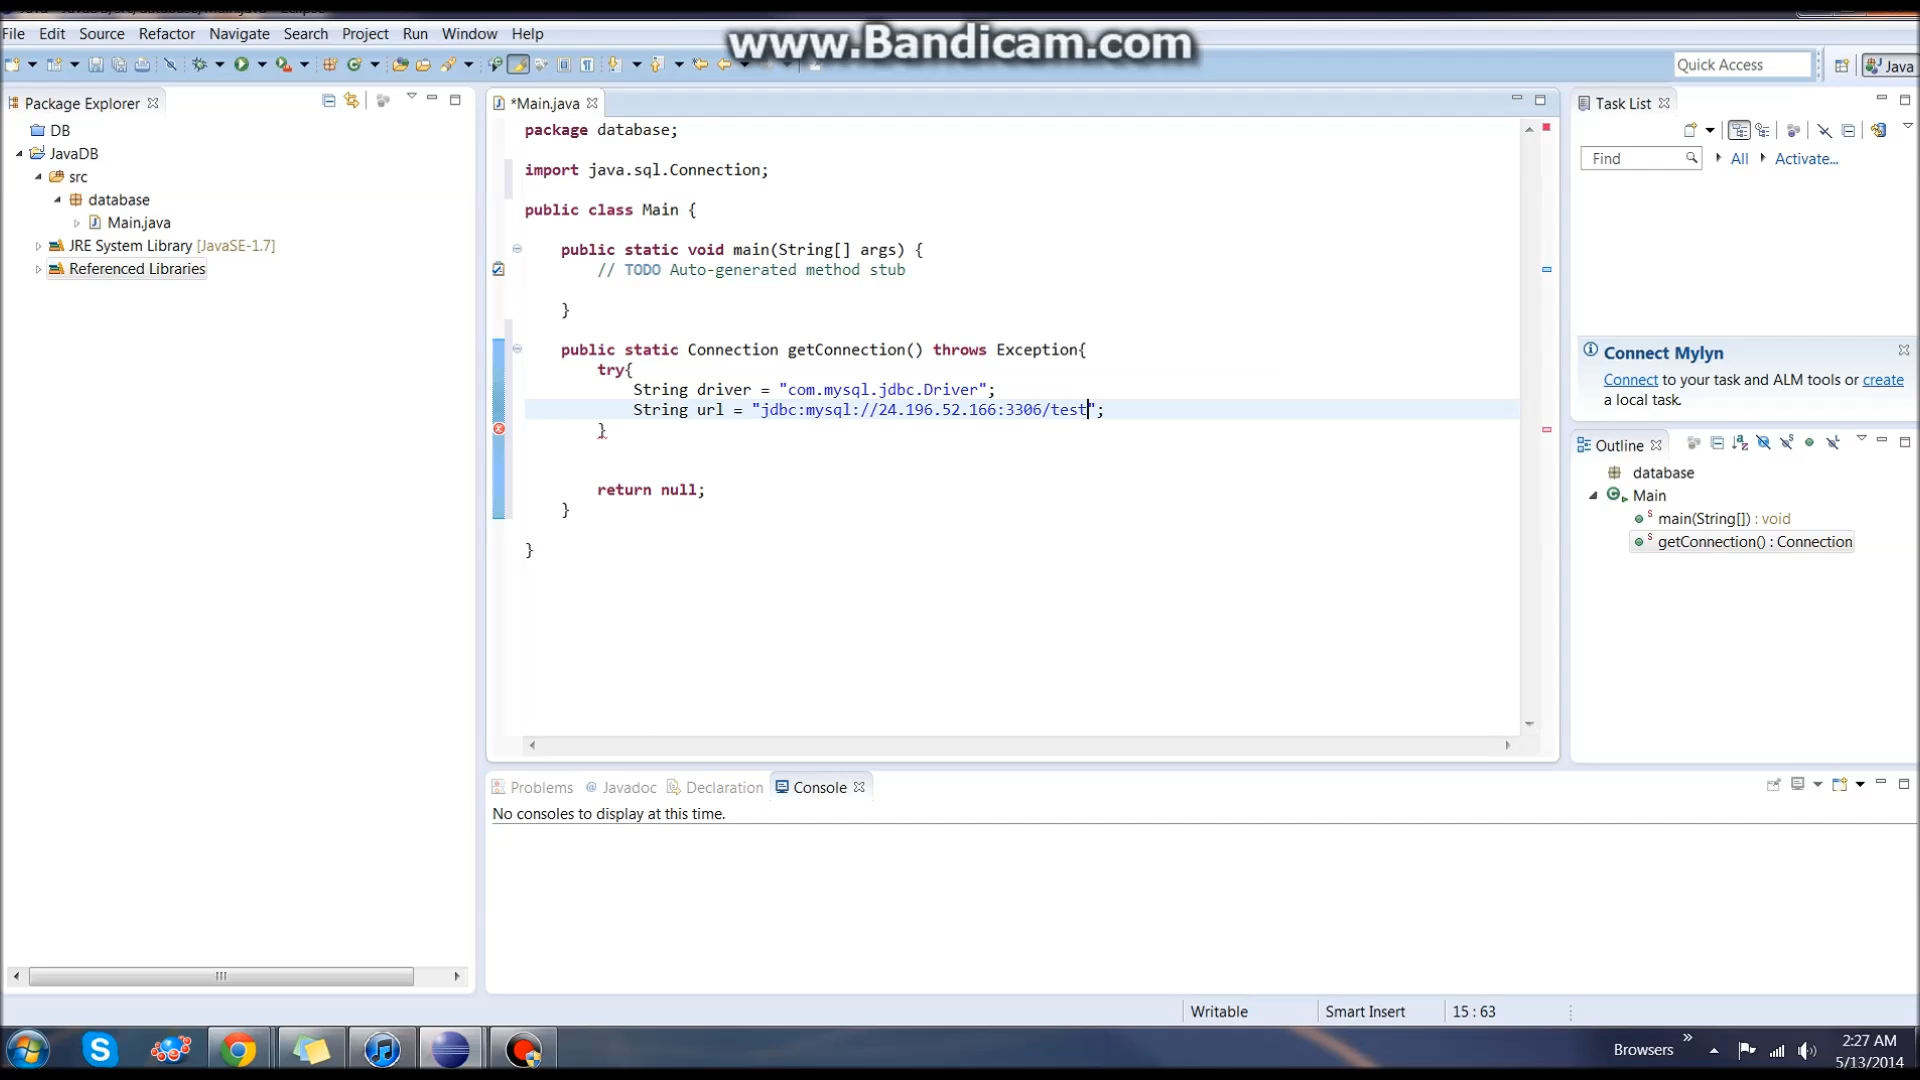 www.Bandicam.com
File Edit Source Refactor Navigate Search Project Run Window Help
Quick Access
Java
Package Explorer
DB
JavaDB
src
database
Main.java
JRE System Library [JavaSE-1.7]
Referenced Libraries
*Main.java
package database;
import java.sql.Connection;
public class Main {
public static void main(String[] args) {
// TODO Auto-generated method stub
}
public static Connection getConnection() throws Exception{
try{
String driver = "com.mysql.jdbc.Driver";
String url = "jdbc:mysql://24.196.52.166:3306/test";
}
return null;
}
}
Task List
Find
All
Activate...
Connect Mylyn
Connect to your task and ALM tools or create
a local task.
Outline
database
Main
main(String[]) : void
getConnection() : Connection
Problems @ Javadoc Declaration Console
No consoles to display at this time.
Writable
Smart Insert
15 : 63
Browsers
2:27 AM
5/13/2014